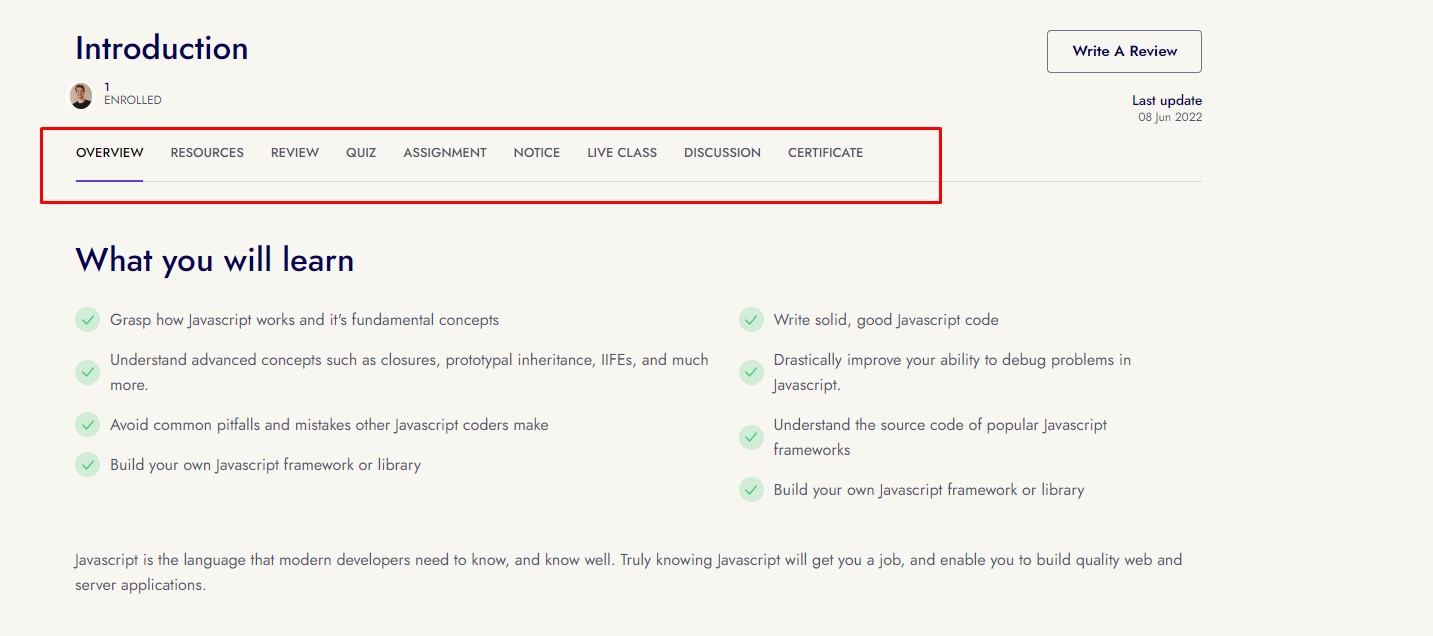 Introduction
Write A Review
1
ENROLLED
Last update
08 Jun 2022
OVERVIEW RESOURCES REVIEW QUIZ ASSIGNMENT NOTICE LIVE CLASS DISCUSSION CERTIFICATE
What you will learn
Grasp how Javascript works and it's fundamental concepts
Understand advanced concepts such as closures, prototypal inheritance, IIFEs, and much
more.
Avoid common pitfalls and mistakes other Javascript coders make
Build your own Javascript framework or library
Write solid, good Javascript code
Drastically improve your ability to debug problems in
Javascript.
Understand the source code of popular Javascript
frameworks
Build your own Javascript framework or library
Javascript is the language that modern developers need to know, and know well. Truly knowing Javascript will get you a job, and enable you to build quality web and
server applications.